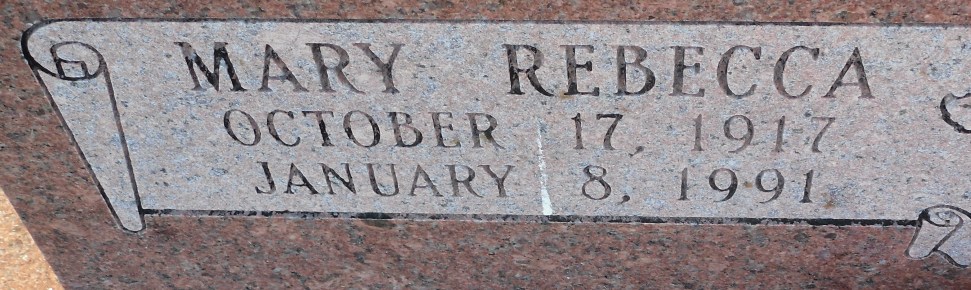 MARY REBECCA
OCTOBER 17, 1917
JANUARY 8, 1991